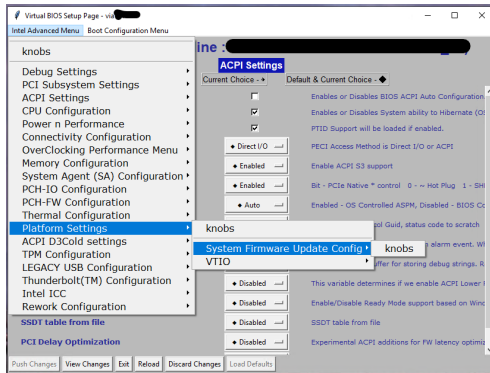 Virtual BIOS Setup Page - via
Intel Advanced Menu Boot Configuration Menu
ine :
knobs
Debug Settings
PCI Subsystem Settings
ACPI Settings
CPU Configuration
Power n Performance
Connectivity Configuration
OverClocking Performance Menu
Memory Configuration
System Agent (SA) Configuration
PCH-IO Configuration
PCH-FW Configuration
Thermal Configuration
Platform Settings
ACPI D3Cold settings
TPM Configuration
LEGACY USB Configuration
Thunderbolt(TM) Configuration
Intel ICC
Rework Configuration
knobs
System Firmware Update Config
VTIO
knobs
ACPI Settings
Current Choice - + Default & Current Choice - ◆
Enables or Disables BIOS ACPI Auto Configuration
Enables or Disables System ability to Hibernate (OS
PTID Support will be loaded if enabled.
Direct I/O PECI Access Method is Direct I/O or ACPI
Enabled Enable ACPI S3 support
Enabled Bit - PCIe Native * control 0 - ~ Hot Plug 1 - SH
Auto Enabled - OS Controlled ASPM, Disabled - BIOS Co
col Guid, status code to scratch
alarm event. Wh
uffer for storing debug strings. R
Disabled This variable determines if we enable ACPI Lower
Disabled Enable/Disable Ready Mode support based on Wind
SSDT table from file Disabled SSDT table from file
PCI Delay Optimization Disabled Experimental ACPI additions for FW latency optimiz
Push Changes View Changes Exit Reload Discard Changes Load Defaults